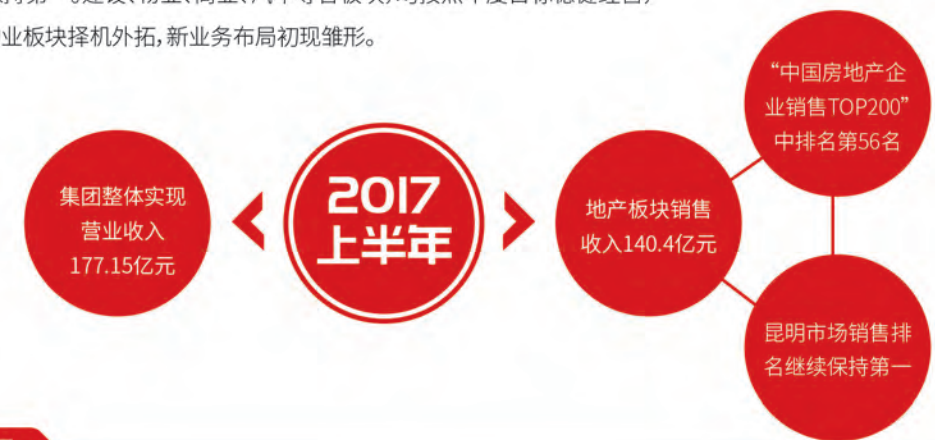 业板块择机外拓,新业务布局初现雏形。
“中国房地产企
业销售TOP200”
中排名第56名
集团整体实现
营业收入
177.15亿元
2017
上半年
地产板块销售
收入140.4亿元
昆明市场销售排
名继续保持第一